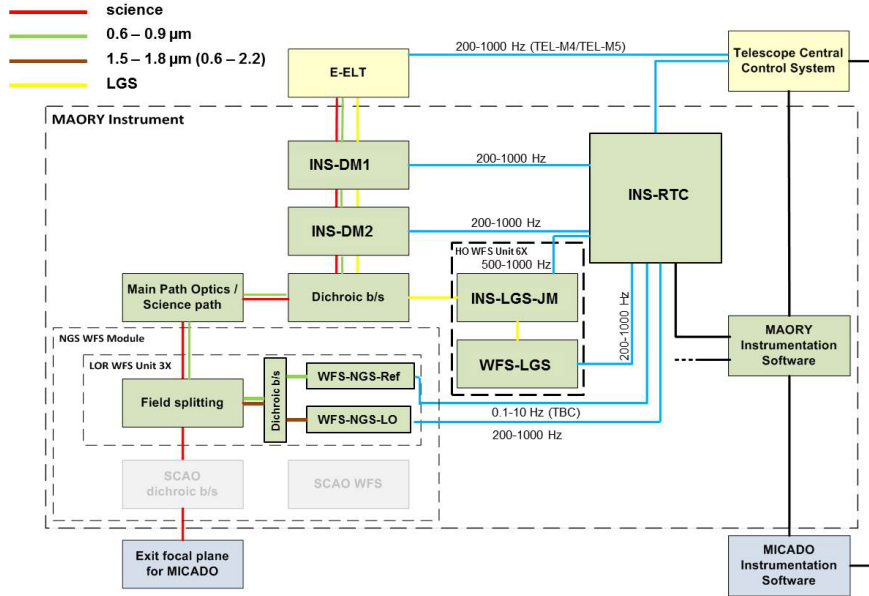 science
0.6 – 0.9 µm
1.5 – 1.8 µm (0.6 – 2.2)
LGS
E-ELT
200-1000 Hz (TEL-M4/TEL-M5)
Telescope Central
Control System
MAORY Instrument
INS-DM1
200-1000 Hz
INS-RTC
INS-DM2
200-1000 Hz
HO WFS Unit 6X
500-1000 Hz
Main Path Optics /
Science path
Dichroic b/s
INS-LGS-JM
200-1000 Hz
NGS WFS Module
MAORY
Instrumentation
Software
LOR WFS Unit 3X
WFS-LGS
Field splitting
Dichroic b/s
WFS-NGS-Ref
WFS-NGS-LO
0.1-10 Hz (TBC)
200-1000 Hz
SCAO
dichroic b/s
SCAO WFS
Exit focal plane
for MICADO
MICADO
Instrumentation
Software